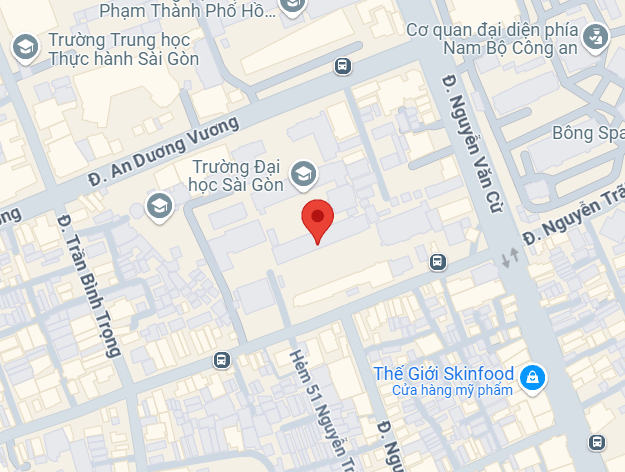 Phạm Thành Phố Hồ...
Trường Trung học
Thực hành Sài Gòn
Cơ quan đại diện phía
Nam Bộ Công an
Đ. Nguyễn Văn Cừ
Bông Spa
Đ. An Dương Vương
Trường Đại
học Sài Gòn
Đ. Nguyễn Trã
ơng
Đ. Trần Bình Trọng
Thế Giới Skinfood
Cửa hàng mỹ phẩm
Hẻm 51 Nguyễn Tr
Đ. Ngu